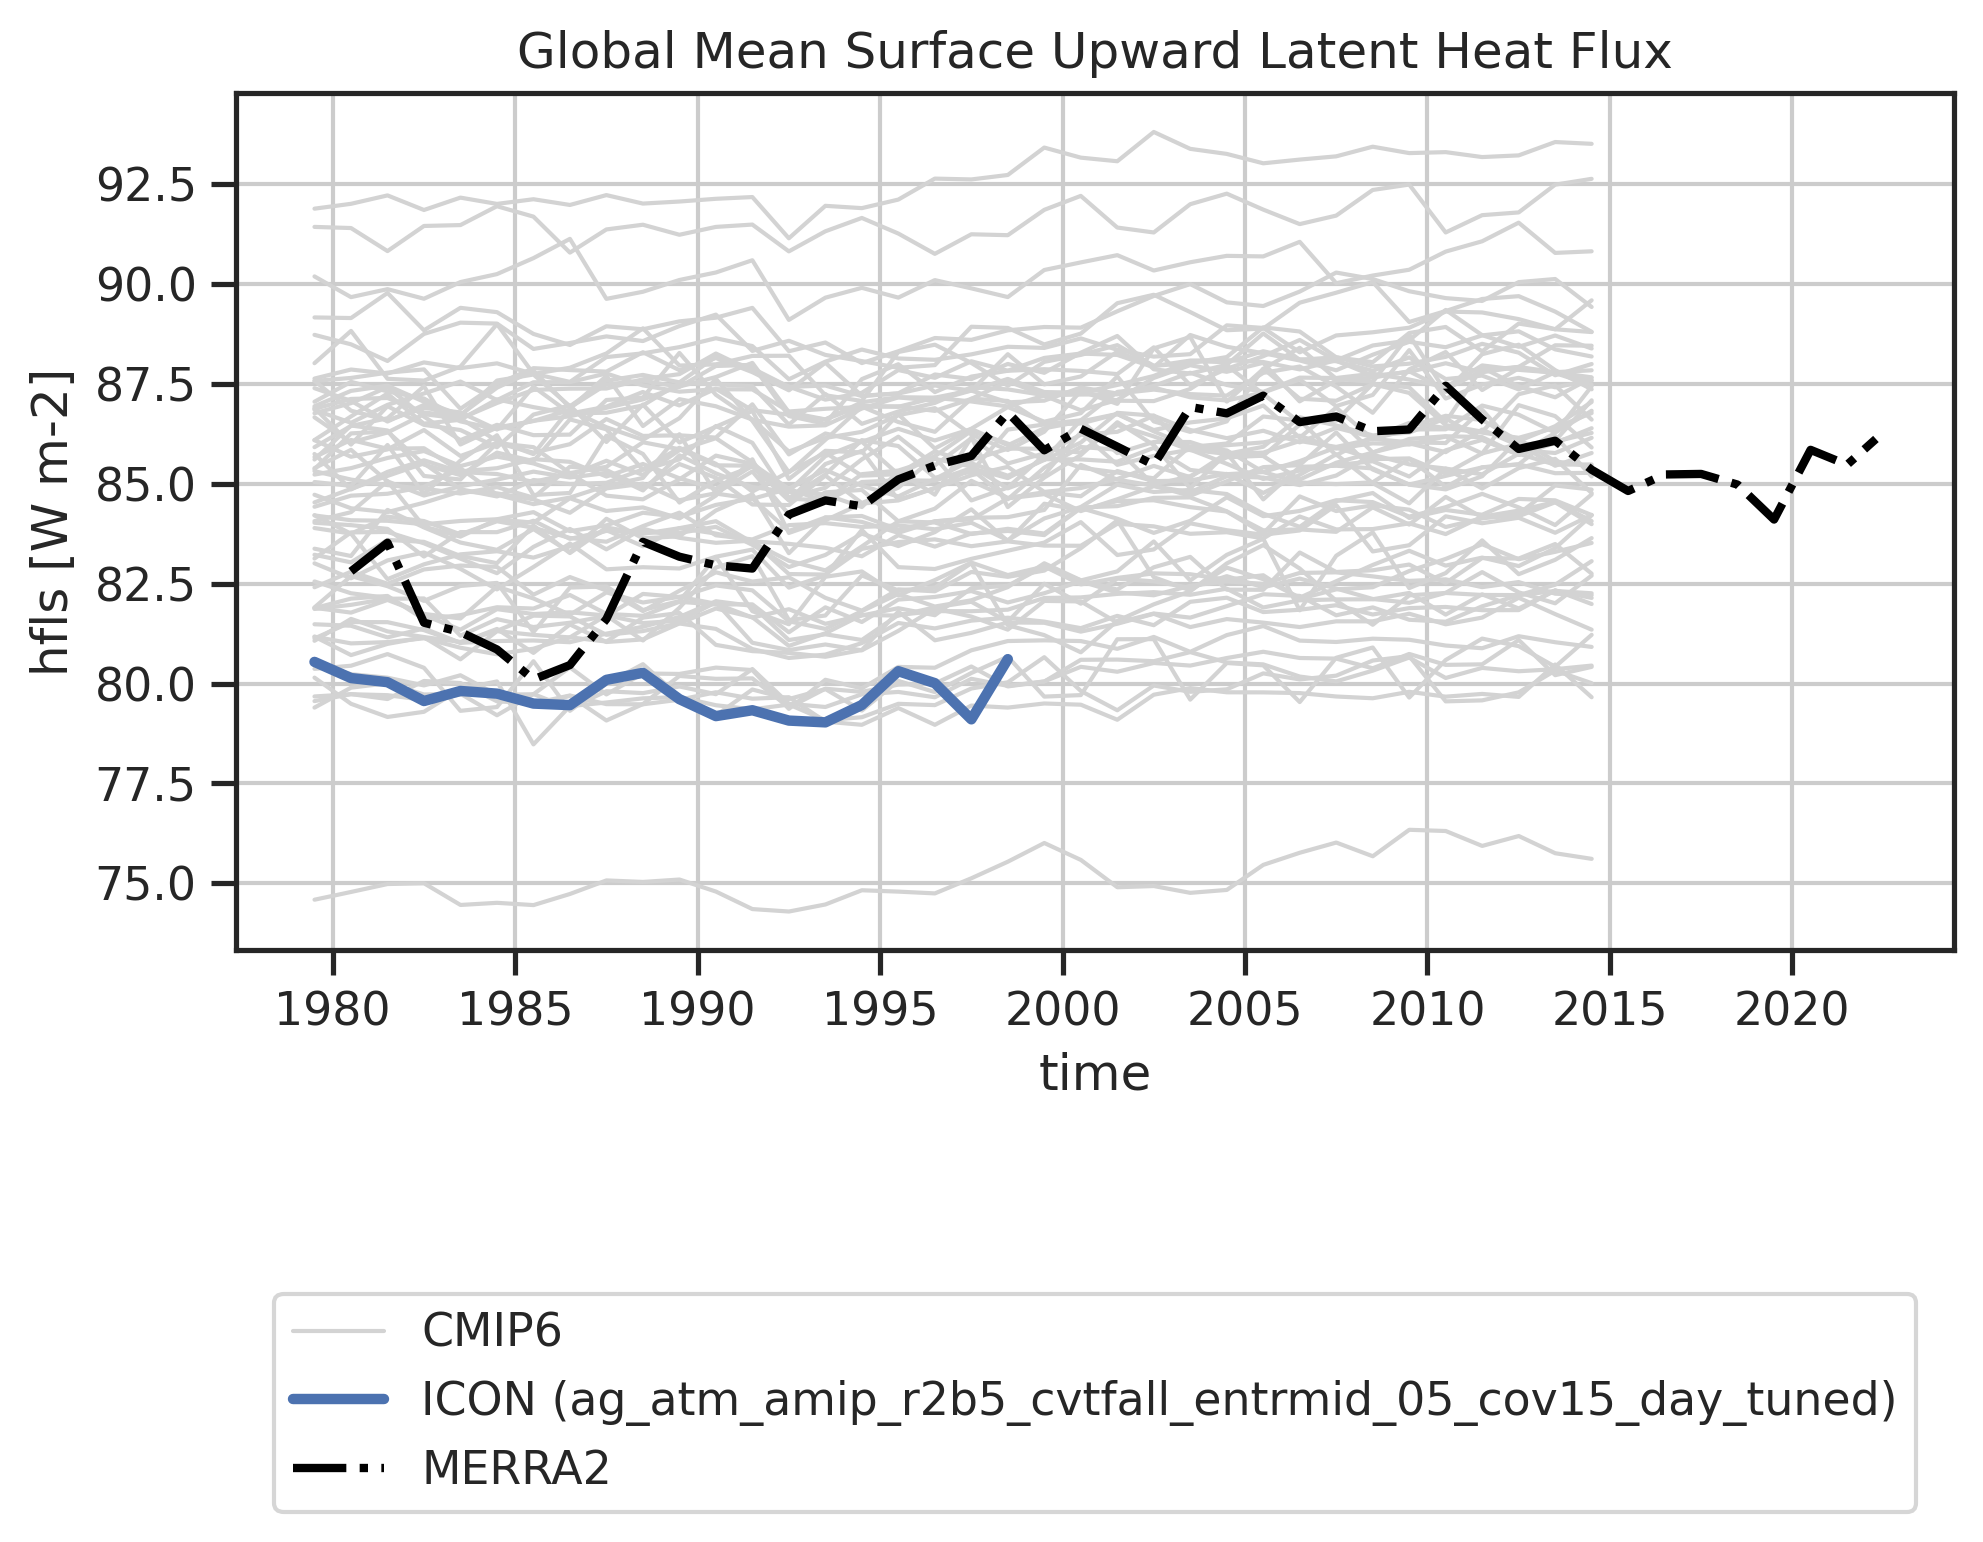 Global Mean Surface Upward Latent Heat Flux
hfls [W m-2]
92.5
90.0
87.5
85.0
82.5
80.0
77.5
75.0
1980 1985 1990 1995 2000 2005 2010 2015 2020
time
CMIP6
ICON (ag_atm_amip_r2b5_cvtfall_entrmid_05_cov15_day_tuned)
MERRA2